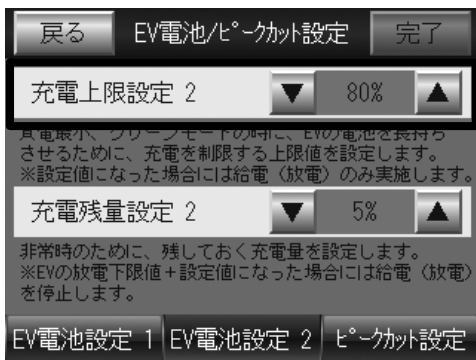 戻る EV電池/ピークカット設定 完了
充電上限設定 2 ▼ 80% ▲
買電最小、グリーンモードの時に、EVの電池を長持ち
させるために、充電を制限する上限値を設定します。
※設定値になった場合には給電（放電）のみ実施します。
充電残量設定 2 ▼ 5% ▲
非常時のために、残しておく充電量を設定します。
※EVの放電下限値＋設定値になった場合には給電（放電）
を停止します。
EV電池設定 1 EV電池設定 2 ピークカット設定